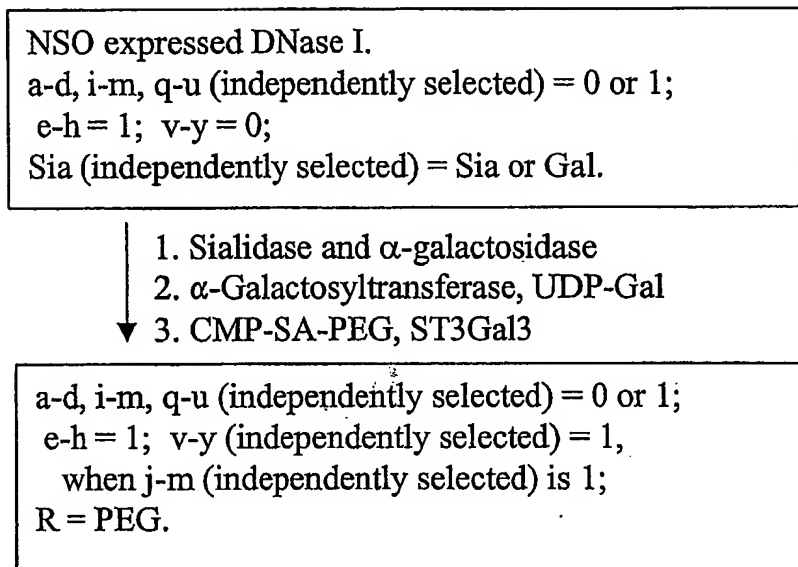 NSO expressed DNase I.
a-d, i-m, q-u (independently selected) = 0 or 1;
e-h = 1; v-y = 0;
Sia (independently selected) = Sia or Gal.
1. Sialidase and α-galactosidase
2. α-Galactosyltransferase, UDP-Gal
3. CMP-SA-PEG, ST3Gal3
a-d, i-m, q-u (independently selected) = 0 or 1;
e-h = 1; v-y (independently selected) = 1,
when j-m (independently selected) is 1;
R = PEG.